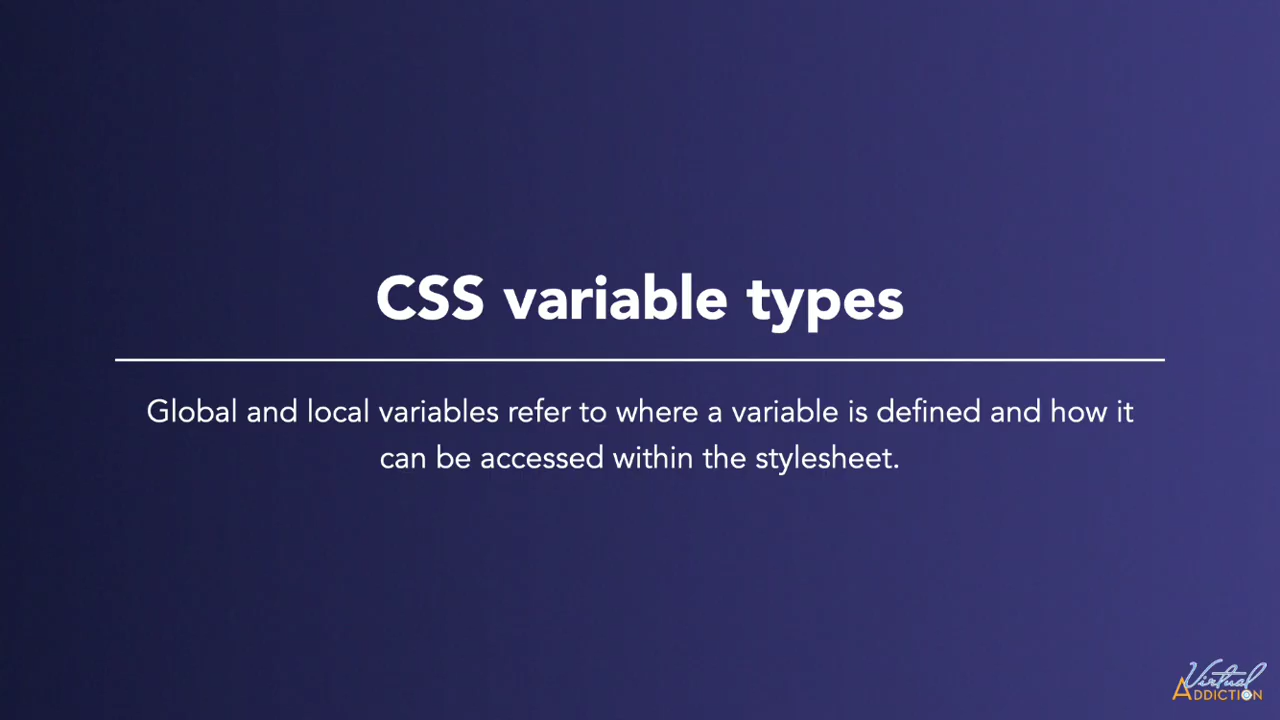 CSS variable types
Global and local variables refer to where a variable is defined and how it
can be accessed within the stylesheet.
Virtual
ADDICTION